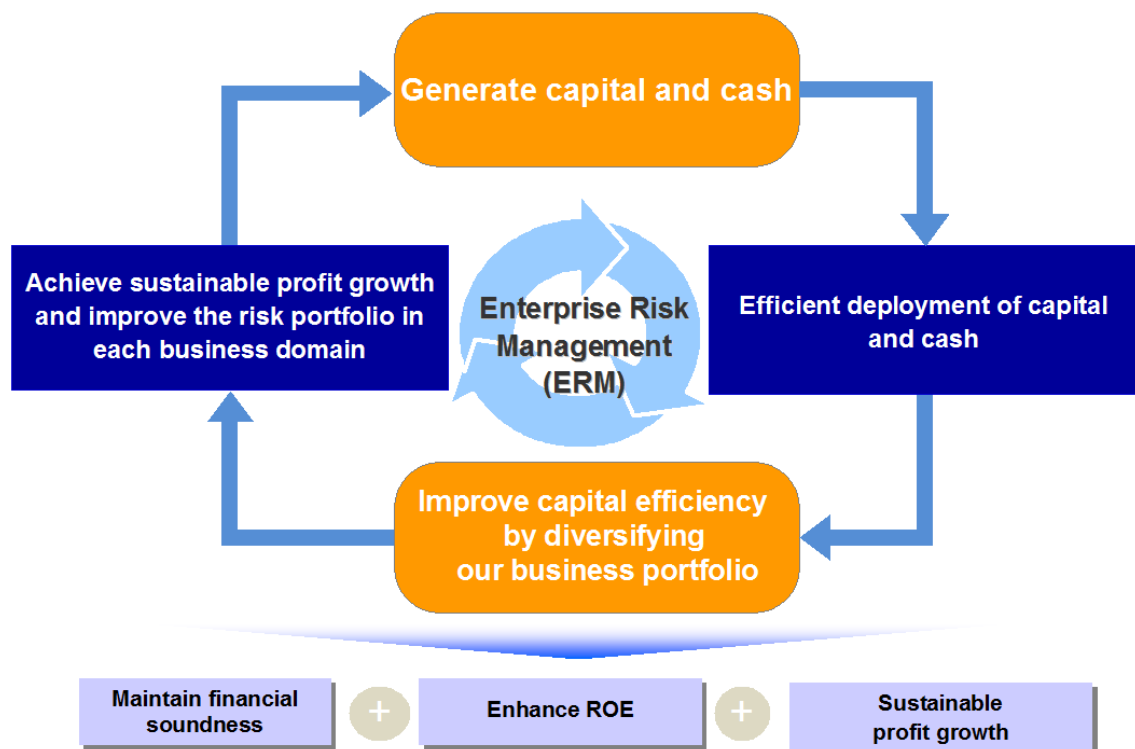 Generate capital and cash
Achieve sustainable profit growth
and improve the risk portfolio in
each business domain
Enterprise Risk
Management
(ERM)
Efficient deployment of capital
and cash
Improve capital efficiency
by diversifying
our business portfolio
Maintain financial
soundness
+
Enhance ROE
+
Sustainable
profit growth